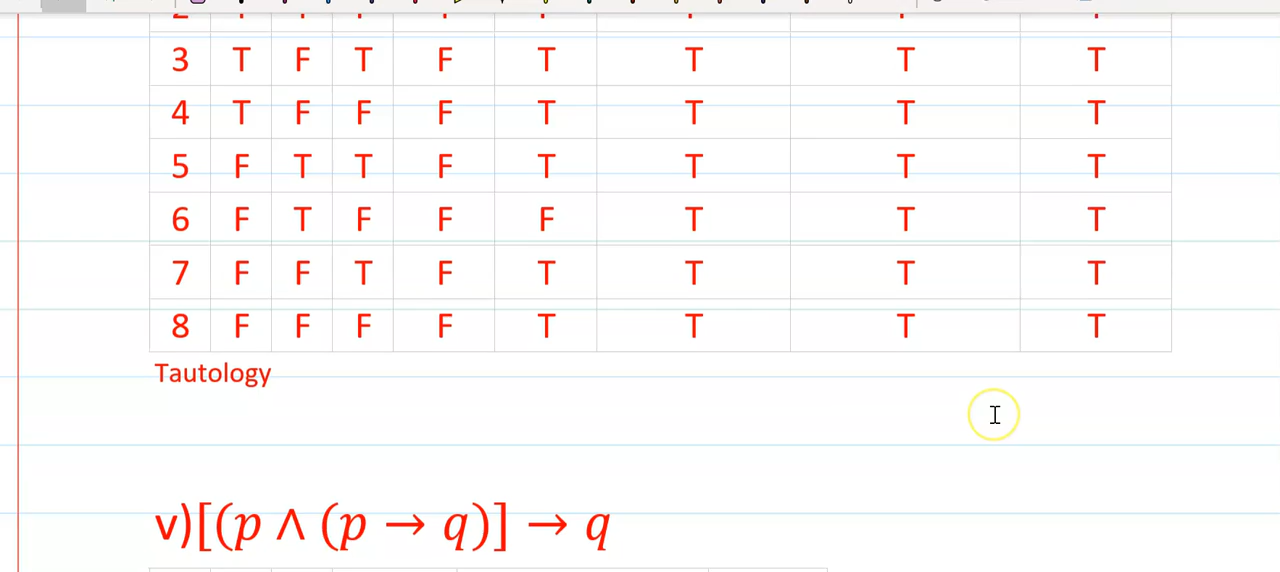 3 T F T F T T T T
4 T F F F T T T T
5 F T T F T T T T
6 F T F F F T T T
7 F F T F T T T T
8 F F F F T T T T
Tautology
v)[(p ∧ (p → q)] → q